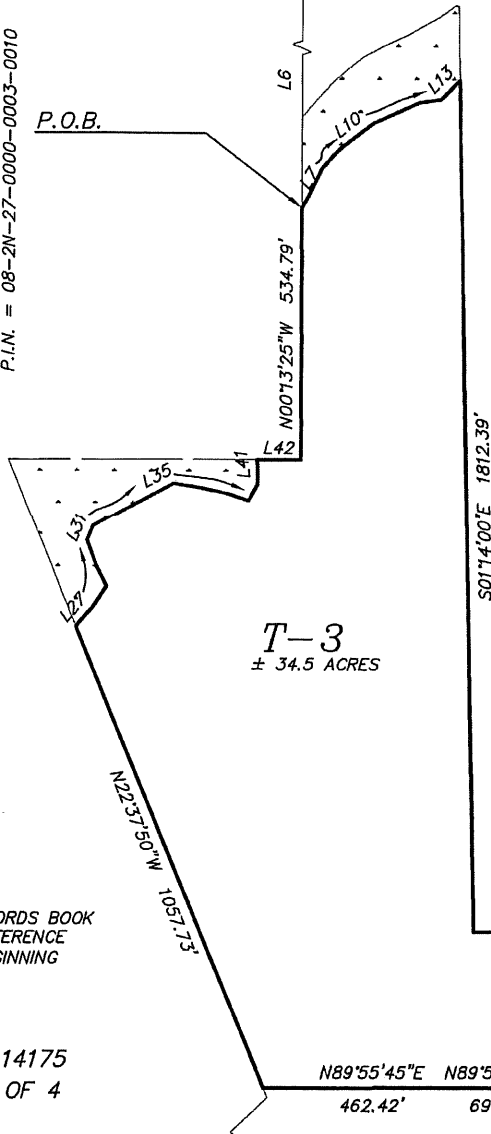 P.I.N. = 08-2N-27-0000-0003-0010
P.O.B.
L6
L13
L10
L7
N00°13'25"W 534.79'
L42
L41
L35
L31
L27
S01°14'00"E 1812.39'
T-3
± 34.5 ACRES
N22°37'50"W 1057.73'
ORDS BOOK
FERENCE
GINNING
14175
OF 4
N89°55'45"E N89°5
462.42' 69